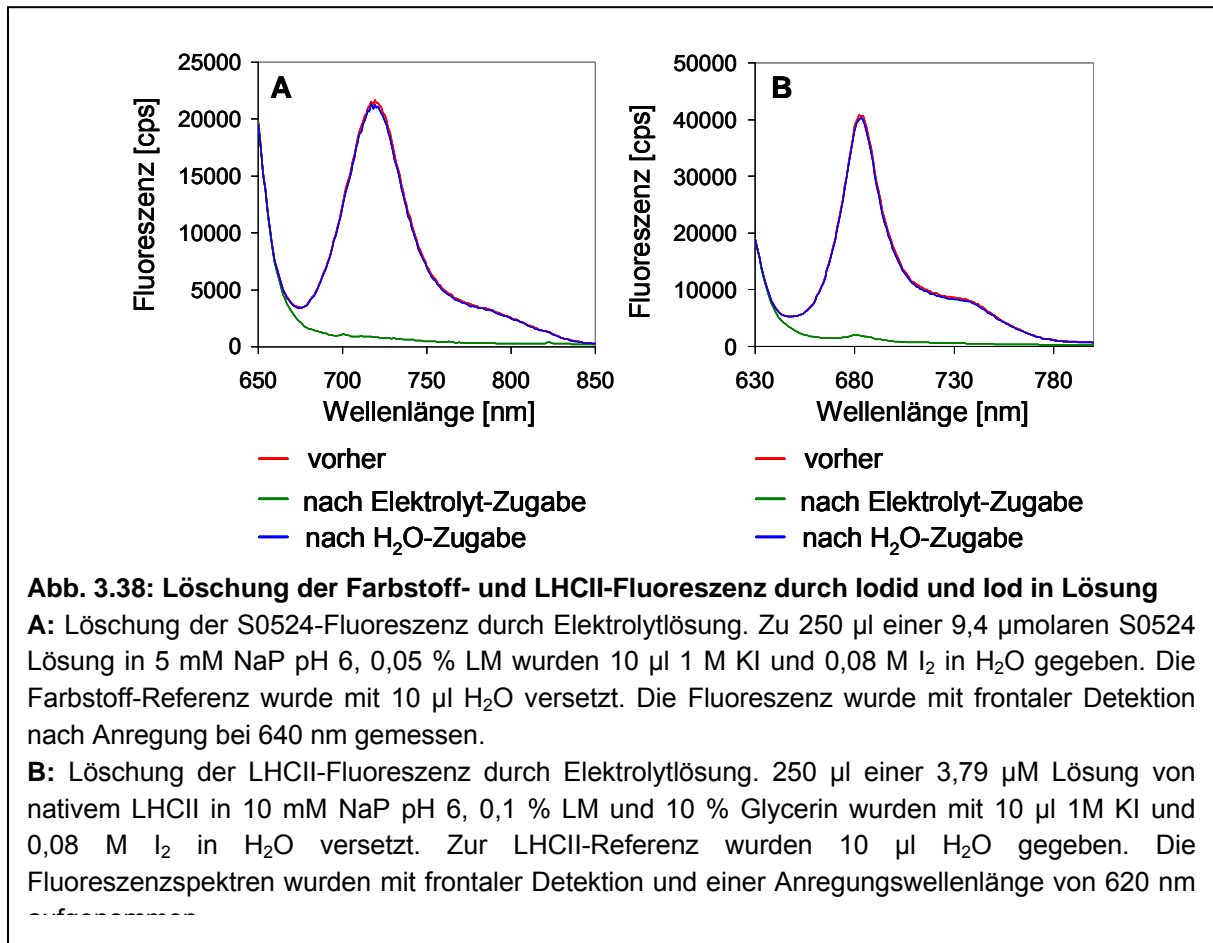 A
B
Fluoreszenz [cps]
25000
20000
15000
10000
5000
0
650 700 750 800 850
Wellenlänge [nm]
Fluoreszenz [cps]
50000
40000
30000
20000
10000
0
630 680 730 780
Wellenlänge [nm]
vorher
nach Elektrolyt-Zugabe
nach H₂O-Zugabe
vorher
nach Elektrolyt-Zugabe
nach H₂O-Zugabe
Abb. 3.38: Löschung der Farbstoff- und LHCII-Fluoreszenz durch Iodid und Iod in Lösung
A: Löschung der S0524-Fluoreszenz durch Elektrolytlösung. Zu 250 µl einer 9,4 µmolaren S0524
Lösung in 5 mM NaP pH 6, 0,05 % LM wurden 10 µl 1 M KI und 0,08 M I₂ in H₂O gegeben. Die
Farbstoff-Referenz wurde mit 10 µl H₂O versetzt. Die Fluoreszenz wurde mit frontaler Detektion
nach Anregung bei 640 nm gemessen.
B: Löschung der LHCII-Fluoreszenz durch Elektrolytlösung. 250 µl einer 3,79 µM Lösung von
nativem LHCII in 10 mM NaP pH 6, 0,1 % LM und 10 % Glycerin wurden mit 10 µl 1M KI und
0,08 M I₂ in H₂O versetzt. Zur LHCII-Referenz wurden 10 µl H₂O gegeben. Die
Fluoreszenzspektren wurden mit frontaler Detektion und einer Anregungswellenlänge von 620 nm